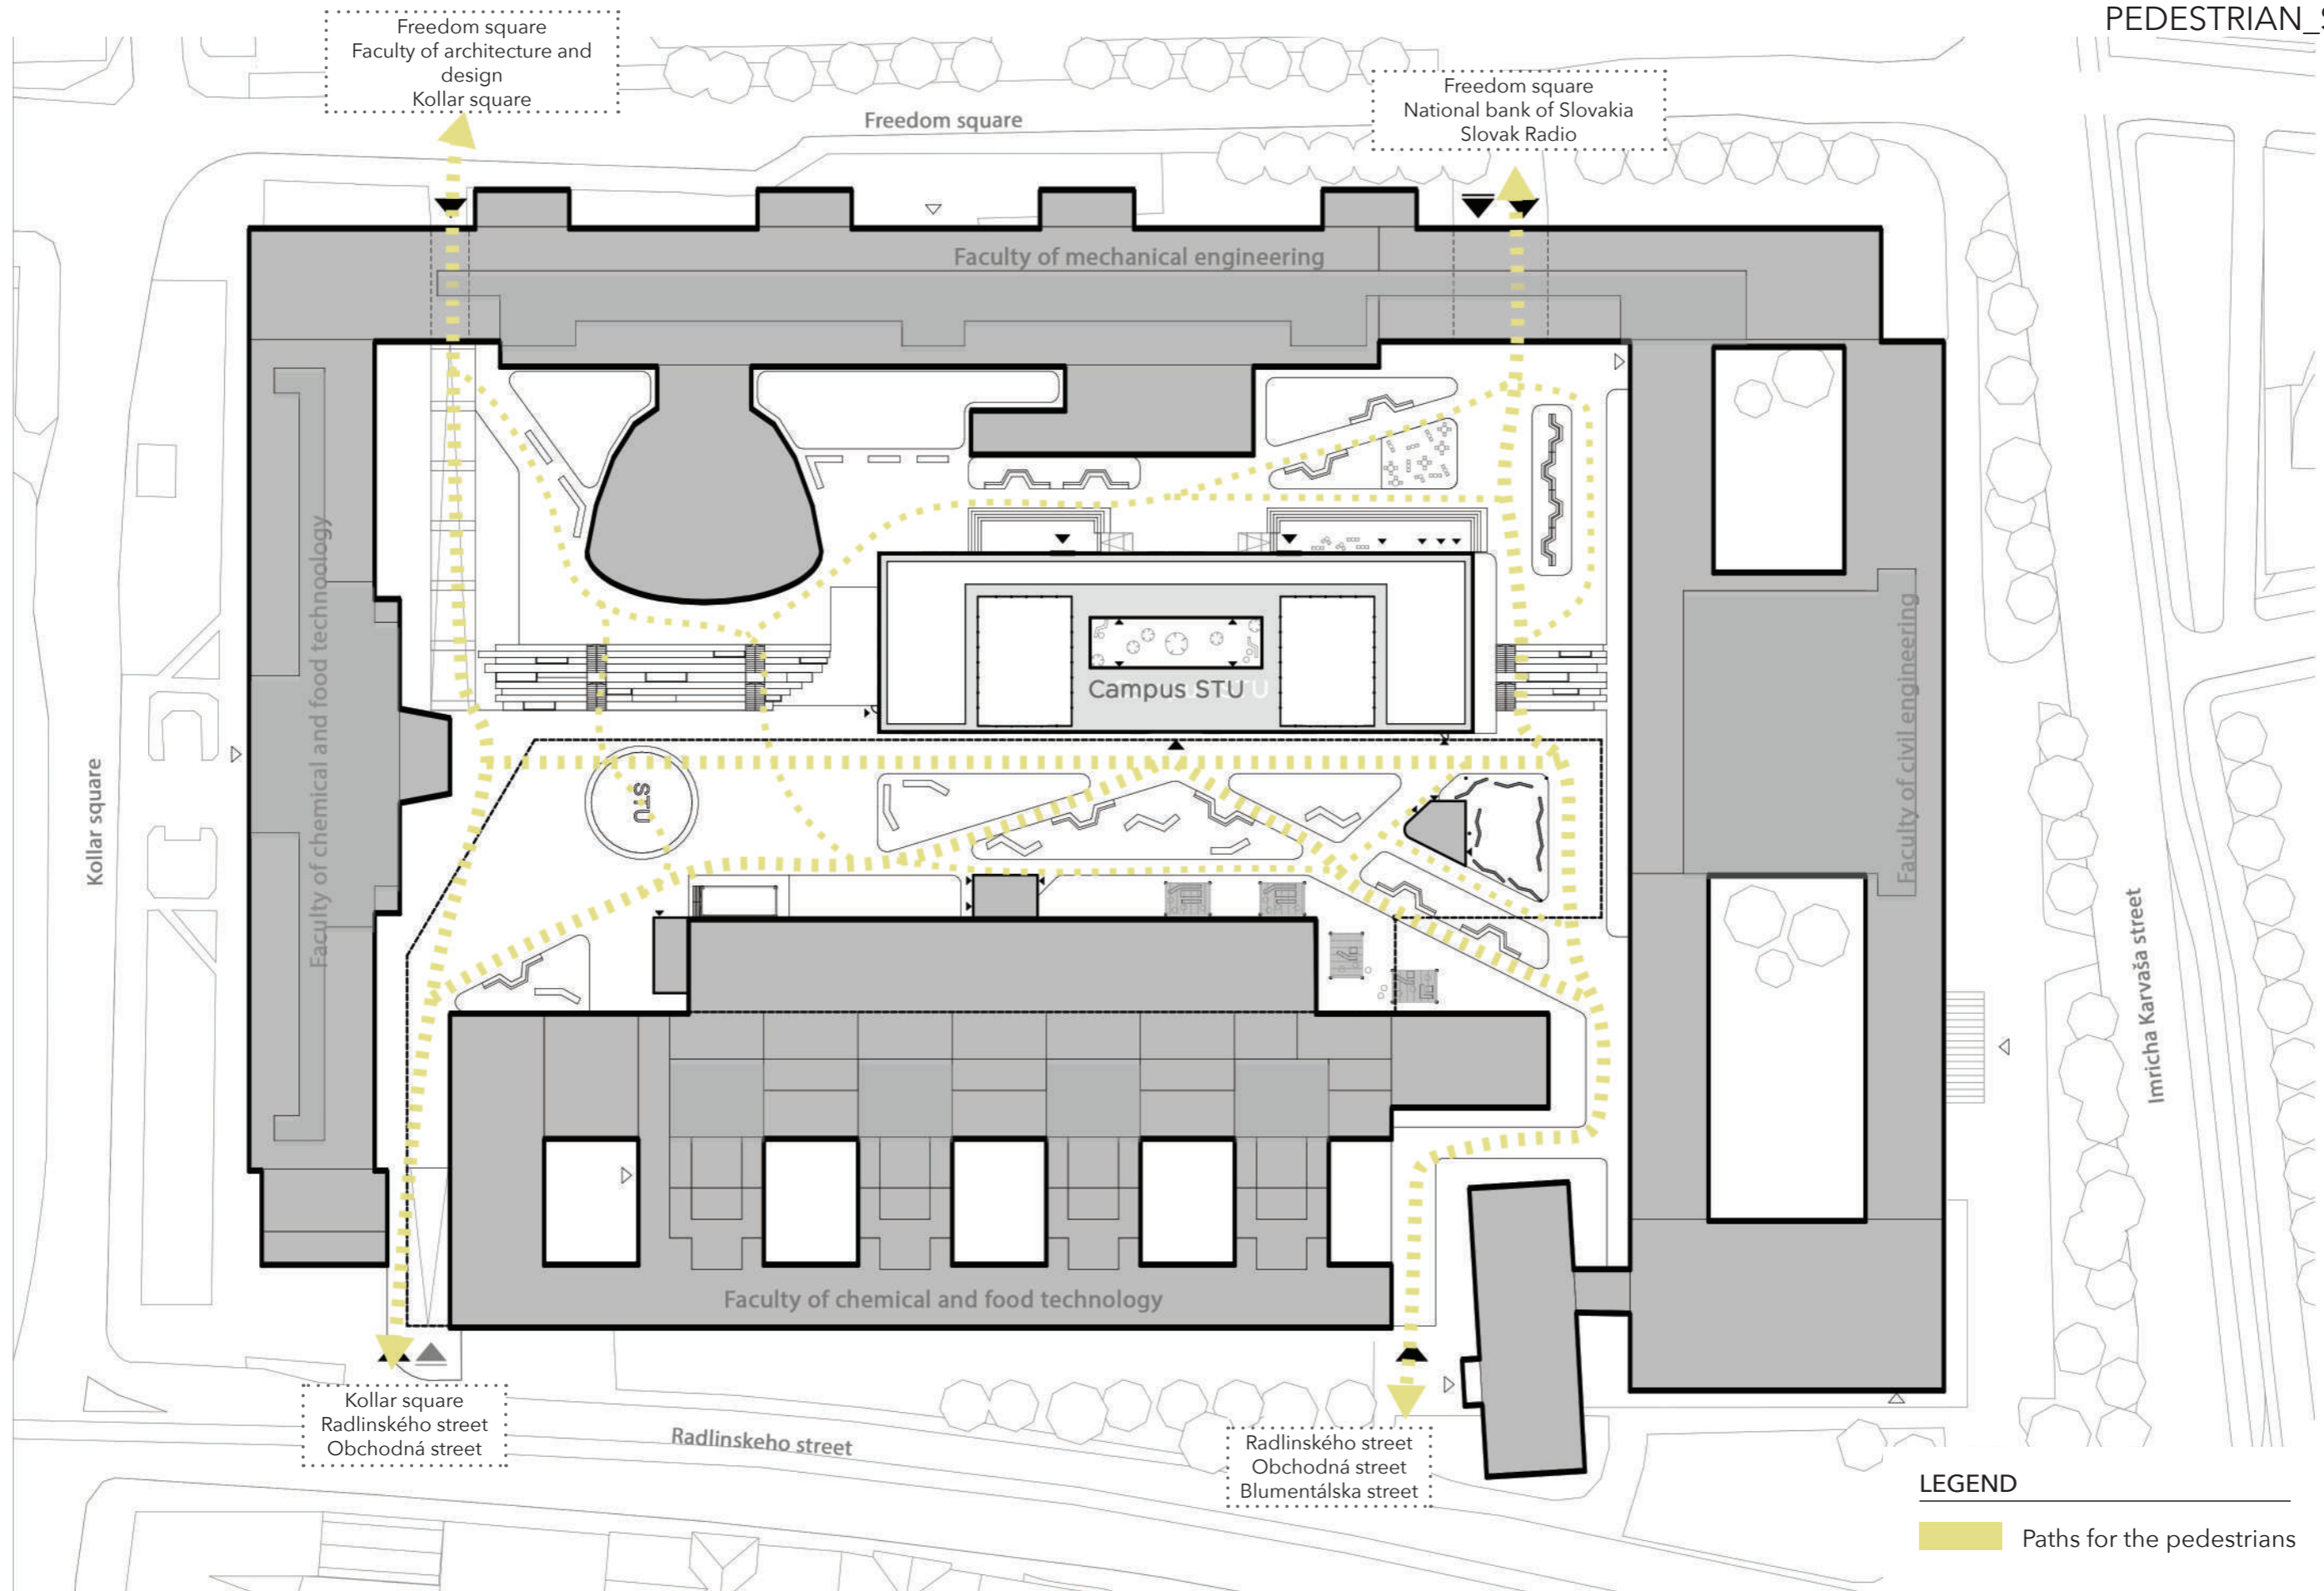 PEDESTRIAN_S
Freedom square
Faculty of architecture and
design
Kollar square
Freedom square
National bank of Slovakia
Slovak Radio
Freedom square
Faculty of mechanical engineering
Faculty of chemical and food technology
Campus STU
STU
Kollar square
Faculty of civil engineering
Imricha Karvaša street
Faculty of chemical and food technology
Kollar square
Radlinského street
Obchodná street
Radlinskeho street
Radlinského street
Obchodná street
Blumentálska street
LEGEND
Paths for the pedestrians